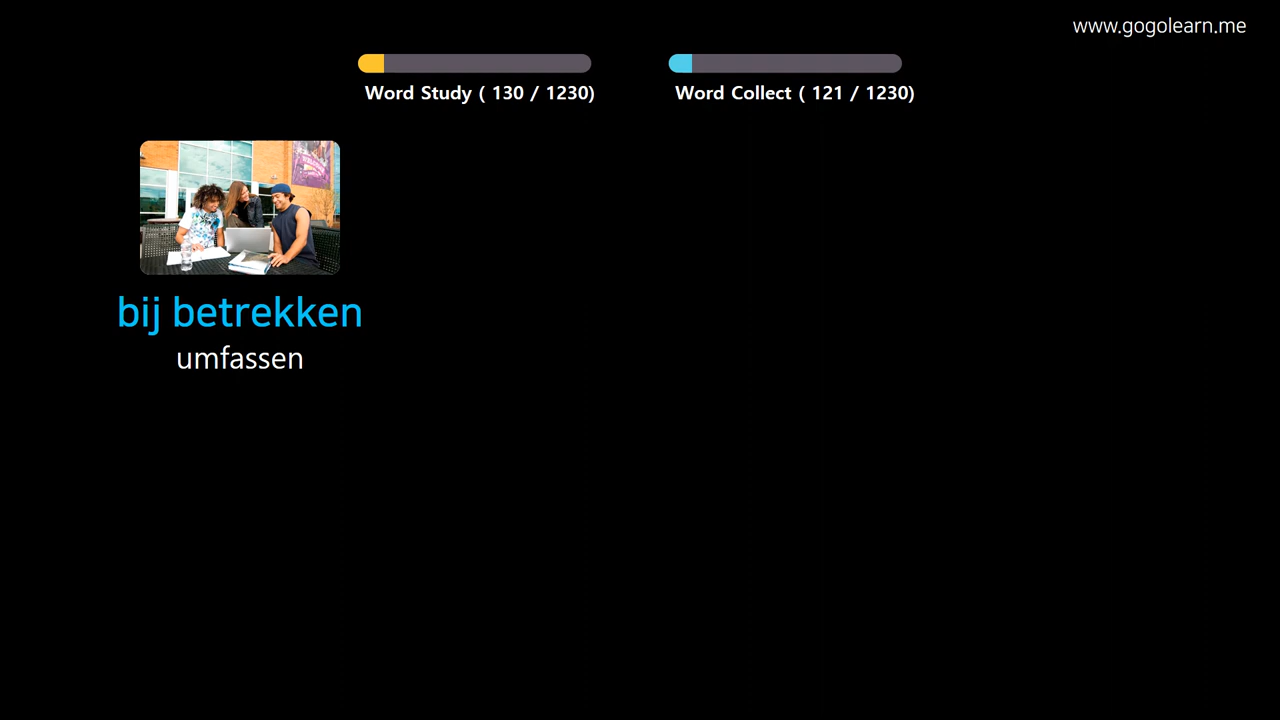 www.gogolearn.me
Word Study ( 130 / 1230)
Word Collect ( 121 / 1230)
bij betrekken
umfassen